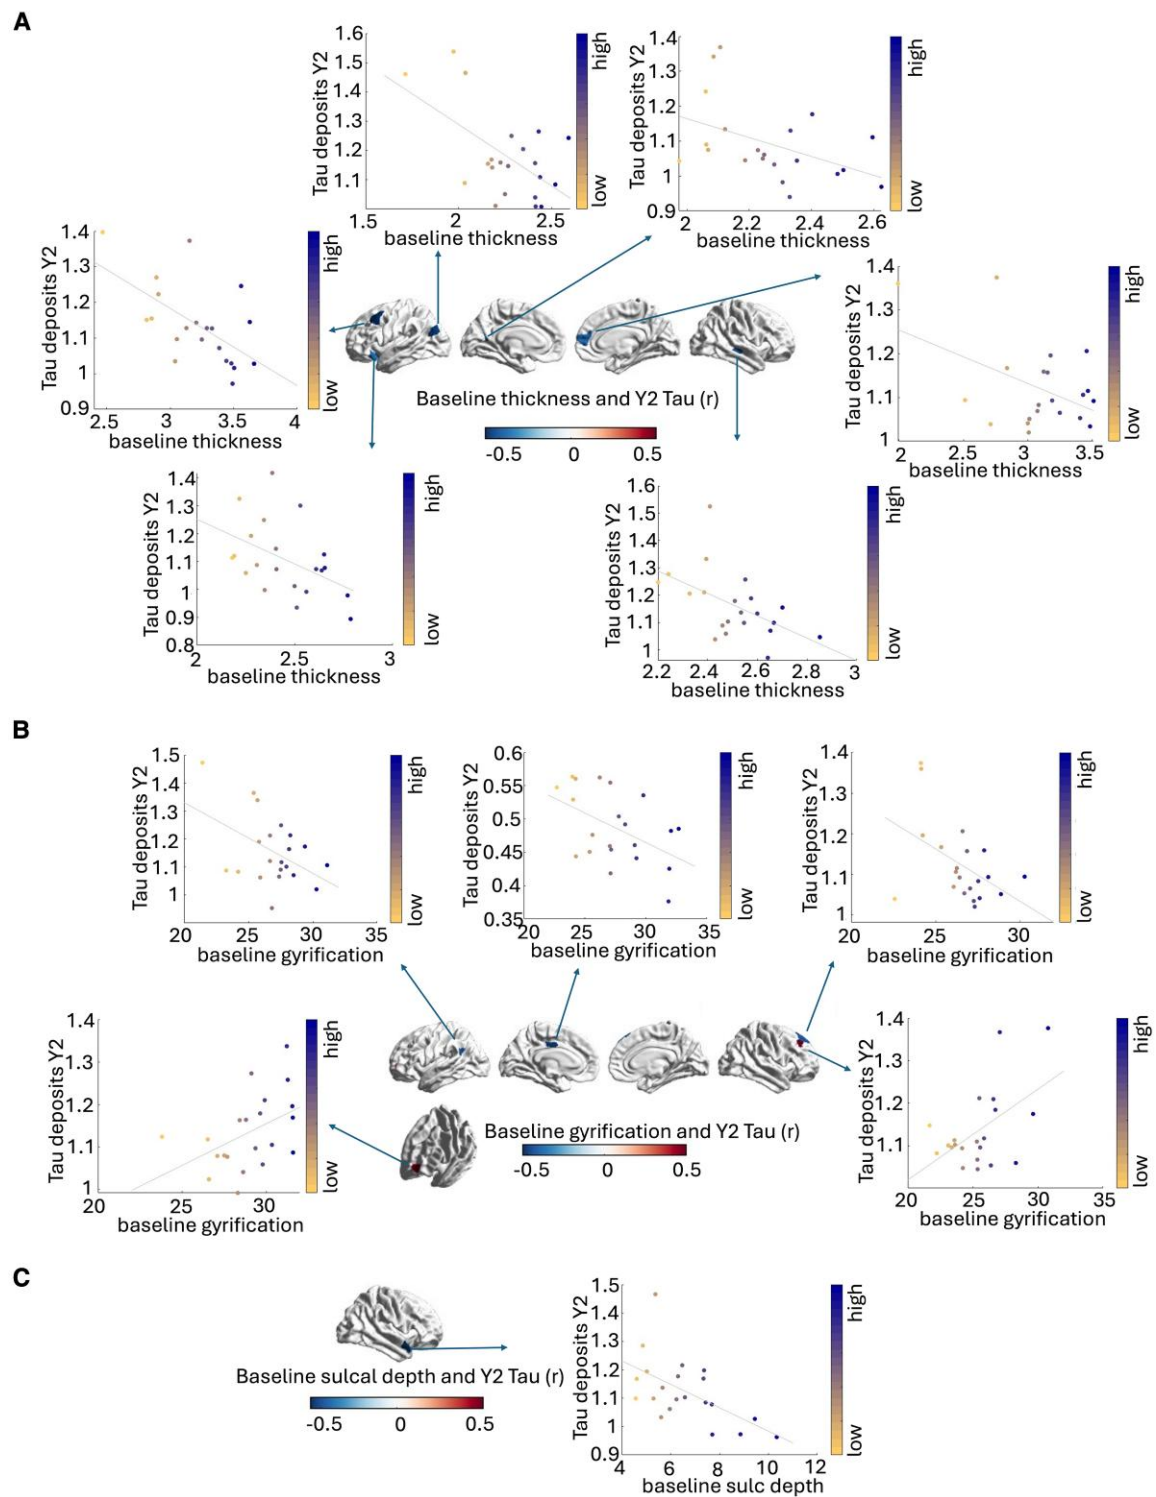 A
Tau deposits Y2
1.6
1.5
1.4
1.3
1.2
1.1
1.5
2
2.5
baseline thickness
high
low
Tau deposits Y2
1.4
1.3
1.2
1.1
1
0.9
2
2.2
2.4
2.6
baseline thickness
high
low
Tau deposits Y2
1.4
1.3
1.2
1.1
1
0.9
2.5
3
3.5
4
baseline thickness
high
low
Tau deposits Y2
1.4
1.3
1.2
1.1
1
2
2.5
3
3.5
baseline thickness
high
low
Baseline thickness and Y2 Tau (r)
-0.5
0
0.5
Tau deposits Y2
1.4
1.3
1.2
1.1
1
0.9
0.8
2
2.5
3
baseline thickness
high
low
Tau deposits Y2
1.6
1.5
1.4
1.3
1.2
1.1
1
2.2
2.4
2.6
2.8
3
baseline thickness
high
low
B
Tau deposits Y2
1.5
1.4
1.3
1.2
1.1
1
20
25
30
35
baseline gyrification
high
low
Tau deposits Y2
0.6
0.55
0.5
0.45
0.4
0.35
20
25
30
35
baseline gyrification
high
low
Tau deposits Y2
1.4
1.3
1.2
1.1
1
20
25
30
baseline gyrification
high
low
Tau deposits Y2
1.4
1.3
1.2
1.1
1
20
25
30
baseline gyrification
high
low
Baseline gyrification and Y2 Tau (r)
-0.5
0
0.5
Tau deposits Y2
1.4
1.3
1.2
1.1
20
25
30
35
baseline gyrification
high
low
C
Baseline sulcal depth and Y2 Tau (r)
-0.5
0
0.5
Tau deposits Y2
1.5
1.4
1.3
1.2
1.1
1
0.9
4
6
8
10
12
baseline sulc depth
high
low